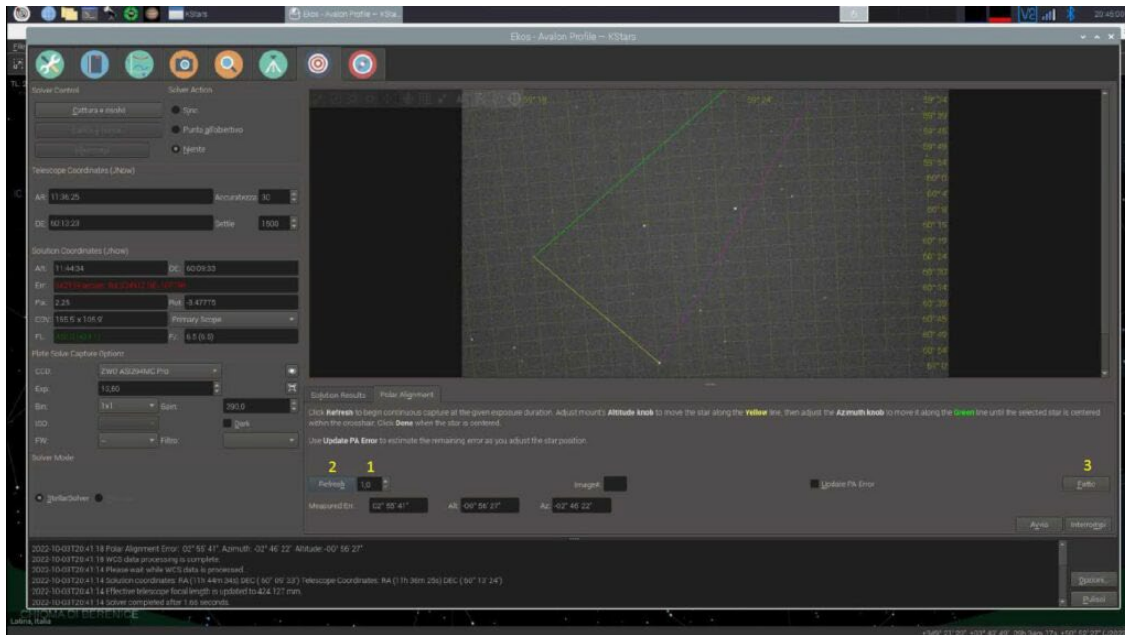 KStars
Ekos - Avalon Profile — KStar
20:46:00
Ekos - Avalon Profile — KStars
Solver Control
Solver Action
Cattura e risolvi
Sync
Punta all'obiettivo
Niente
Telescope Coordinates (JNow)
AR: 11:36:25
Accuratezza 30
DE: 60:13:23
Settle 1500
Solution Coordinates (JNow)
AR: 11:44:34
DE: 60:09:33
Err:
Pix: 2.25
Rot -3.47775
FOV: 155.5' x 105.9'
Primary Scope
FL:
F/: 6.5 (6.5)
Plate Solve Capture Options
CCD: ZWO ASI294MC Pro
Exp:
Bin: 1x1
Gain: 290,0
ISO:
Dark
FW: --
Filtro:
Solver Mode
StellarSolver
Solution Results
Polar Alignment
Click Refresh to begin continuous capture at the given exposure duration. Adjust mount's Altitude knob to move the star along the Yellow line, then adjust the Azimuth knob to move it along the Green line until the selected star is centered
within the crosshair. Click Done when the star is centered.
Use Update PA Error to estimate the remaining error as you adjust the star position.
2 1 3
Refresh 1,0
Image#:
Update PA Error
Fatto
Measured Err: 02° 55' 41"
Alt: -00° 56' 27"
Az: -02° 46' 22"
Avvia
Interrompi
2022-10-03T20:41:18 Polar Alignment Error: 02° 55' 41". Azimuth: -02° 46' 22" Altitude: -00° 56' 27"
2022-10-03T20:41:18 WCS data processing is complete.
2022-10-03T20:41:14 Please wait while WCS data is processed...
2022-10-03T20:41:14 Solution coordinates: RA (11h 44m 34s) DEC ( 60° 09' 33") Telescope Coordinates: RA (11h 36m 25s) DEC ( 60° 13' 24")
2022-10-03T20:41:14 Effective telescope focal length is updated to 424.127 mm.
2022-10-03T20:41:14 Solver completed after 1.66 seconds.
Opzioni...
Pulisci
CHIOMA DI BERENICE
Latina, Italia